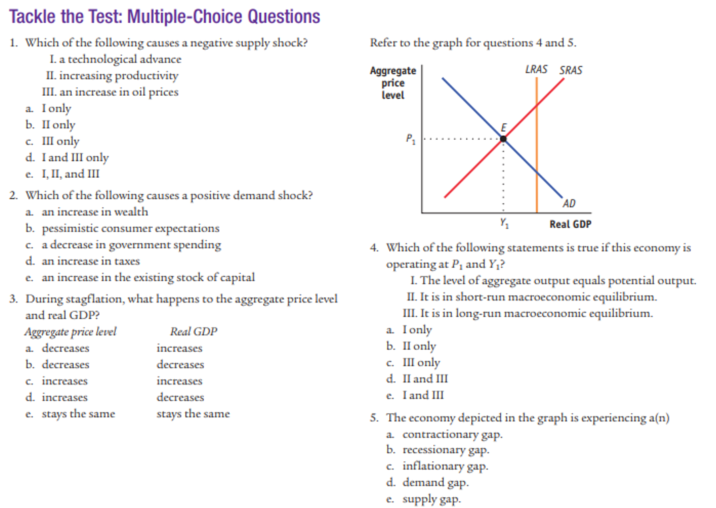 Tackle the Test: Multiple-Choice Questions
1. Which of the following causes a negative supply shock?
I. a technological advance
II. increasing productivity
III. an increase in oil prices
a. I only
b. II only
c. III only
d. I and III only
e. I, II, and III
2. Which of the following causes a positive demand shock?
a. an increase in wealth
b. pessimistic consumer expectations
c. a decrease in government spending
d. an increase in taxes
e. an increase in the existing stock of capital
3. During stagflation, what happens to the aggregate price level
and real GDP?
Aggregate price level Real GDP
a. decreases increases
b. decreases decreases
c. increases increases
d. increases decreases
e. stays the same stays the same
Refer to the graph for questions 4 and 5.
Aggregate
price
level
LRAS SRAS
E
P₁
AD
Y₁
Real GDP
4. Which of the following statements is true if this economy is
operating at P₁ and Y₁?
I. The level of aggregate output equals potential output.
II. It is in short-run macroeconomic equilibrium.
III. It is in long-run macroeconomic equilibrium.
a. I only
b. II only
c. III only
d. II and III
e. I and III
5. The economy depicted in the graph is experiencing a(n)
a. contractionary gap.
b. recessionary gap.
c. inflationary gap.
d. demand gap.
e. supply gap.